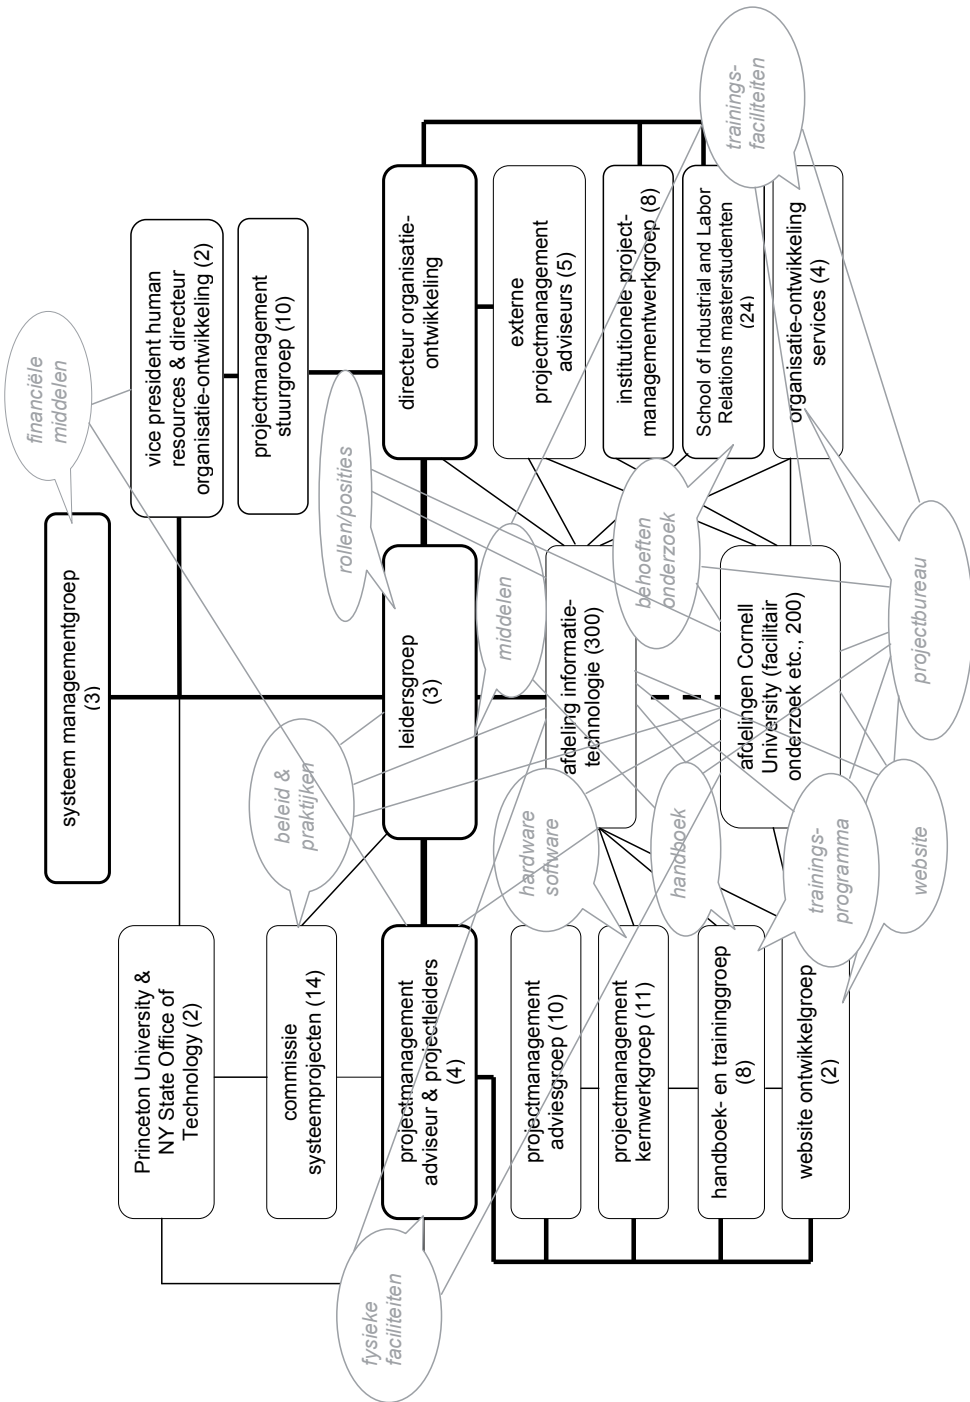 systeem managementgroep
(3)
financiële
middelen
Princeton University &
NY State Office of
Technology (2)
vice president human
resources & directeur
organisatie-ontwikkeling (2)
commissie
systeemprojecten (14)
beleid &
praktijken
projectmanagement
stuurgroep (10)
rollen/posities
projectmanagement
adviseur & projectleiders
(4)
leidersgroep
(3)
directeur organisatie-
ontwikkeling
fysieke
faciliteiten
middelen
projectmanagement
adviesgroep (10)
hardware
software
afdeling informatie-
technologie (300)
externe
projectmanagement
adviseurs (5)
projectmanagement
kernwerkgroep (11)
behoeften
onderzoek
institutionele project-
managementwerkgroep (8)
handboek
handboek- en traininggroep
(8)
School of Industrial and Labor
Relations masterstudenten
(24)
trainings-
faciliteiten
afdelingen Cornell
University (facilitair
onderzoek etc., 200)
website ontwikkelgroep
(2)
trainings-
programma
organisatie-ontwikkeling
services (4)
website
projectbureau